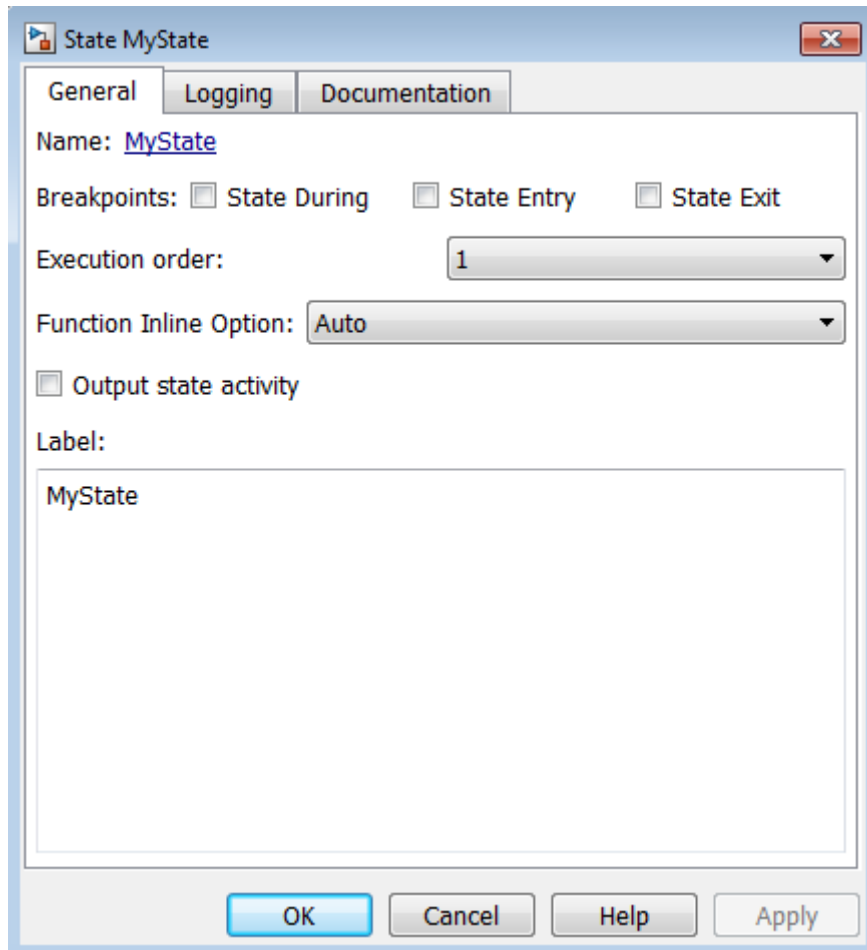 State MyState
General Logging Documentation
Name: MyState
Breakpoints: State During State Entry State Exit
Execution order: 1
Function Inline Option: Auto
Output state activity
Label:
MyState
OK Cancel Help Apply